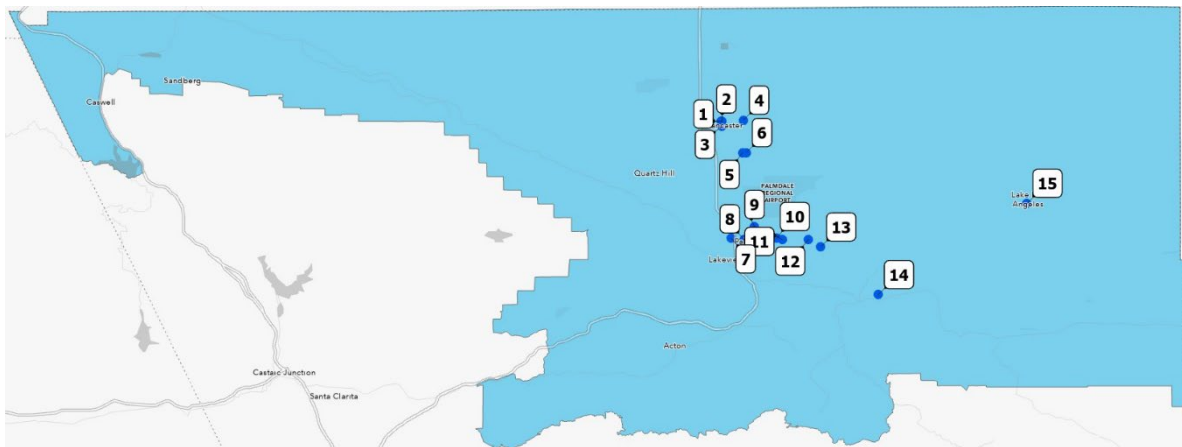 Sandberg
Caswell
1
2
4
3
6
5
Quartz Hill
PALMDALE
REGIONAL
AIRPORT
15
Lake
Angeles
9
8
10
11
13
7
12
14
Acton
Castaic Junction
Santa Clarita